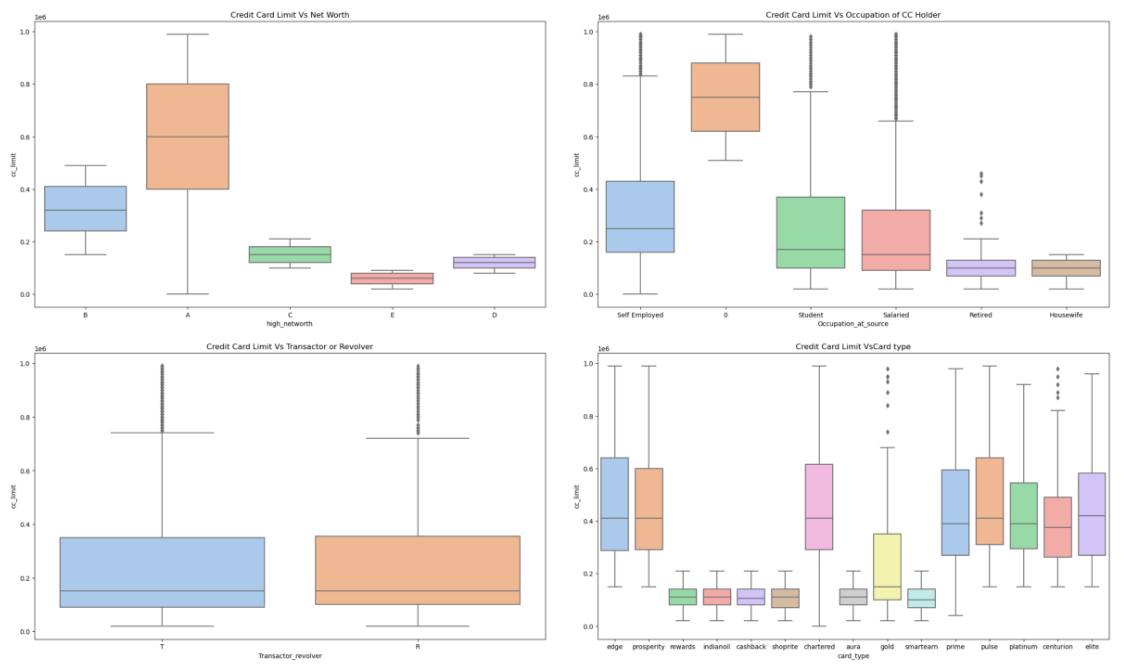 Credit Card Limit Vs Net Worth
1e6
1.0
0.8
0.6
0.4
0.2
0.0
cc_limit
B A C E D
high_networth
Credit Card Limit Vs Occupation of CC Holder
1e6
1.0
0.8
0.6
0.4
0.2
0.0
cc_limit
Self Employed 0 Student Salaried Retired Housewife
Occupation_at_source
Credit Card Limit Vs Transactor or Revolver
1e6
1.0
0.8
0.6
0.4
0.2
0.0
cc_limit
T R
Transactor_revolver
Credit Card Limit VsCard type
1e6
1.0
0.8
0.6
0.4
0.2
0.0
cc_limit
edge prosperity rewards indianoil cashback shoprite chartered aura gold smartearn prime pulse platinum centurion elite
card_type